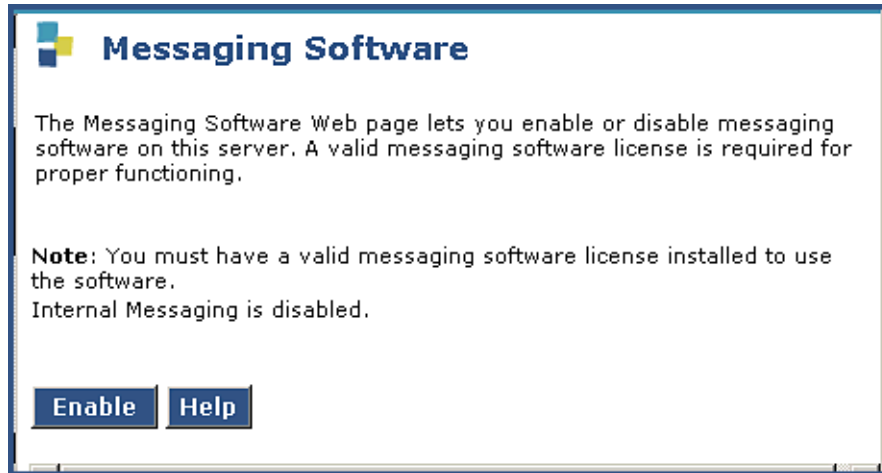 Messaging Software
The Messaging Software Web page lets you enable or disable messaging
software on this server. A valid messaging software license is required for
proper functioning.
Note: You must have a valid messaging software license installed to use
the software.
Internal Messaging is disabled.
Enable Help